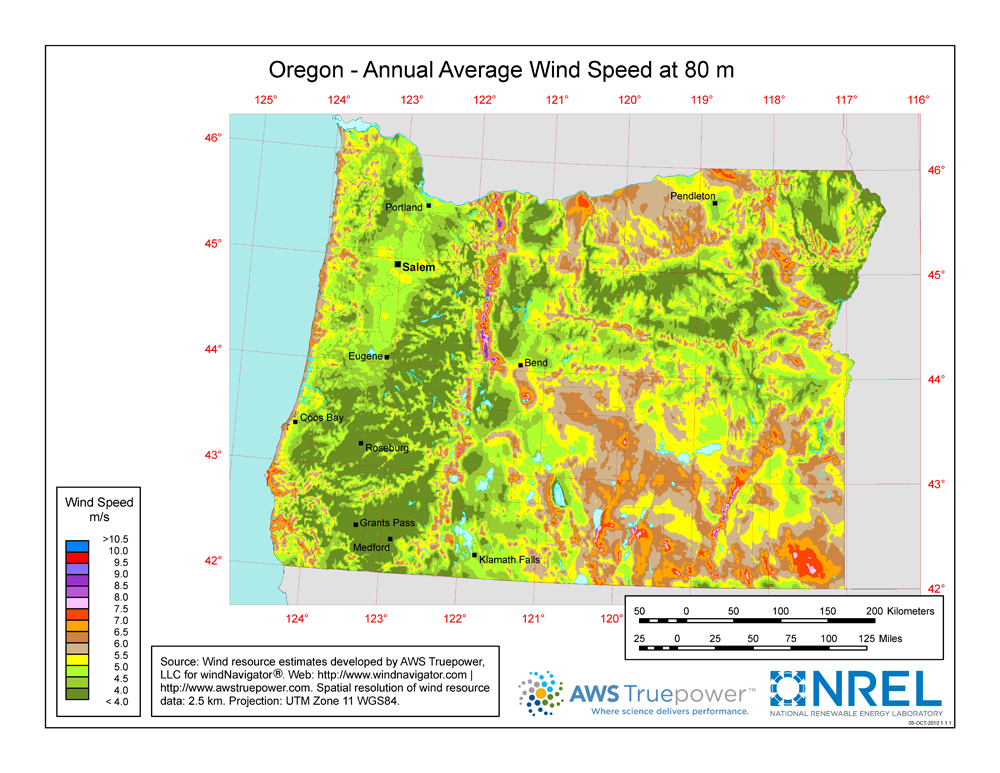 Oregon - Annual Average Wind Speed at 80 m
125° 124° 123° 122° 121° 120° 119° 118° 117° 116°
46°
46°
Pendleton
Portland
45°
Salem
45°
44°
Eugene
Bend
44°
Coos Bay
Roseburg
43°
43°
Wind Speed
m/s
>10.5
10.0
9.5
9.0
8.5
8.0
7.5
7.0
6.5
6.0
5.5
5.0
4.5
4.0
< 4.0
Grants Pass
Medford
42°
Klamath Falls
42°
124° 123° 122° 121° 120°
50 0 50 100 150 200 Kilometers
25 0 25 50 75 100 125 Miles
Source: Wind resource estimates developed by AWS Truepower,
LLC for windNavigator®. Web: http://www.windnavigator.com |
http://www.awstruepower.com. Spatial resolution of wind resource
data: 2.5 km. Projection: UTM Zone 11 WGS84.
AWS Truepower™
Where science delivers performance.
NREL
NATIONAL RENEWABLE ENERGY LABORATORY
05-OCT-2010 1.1.1